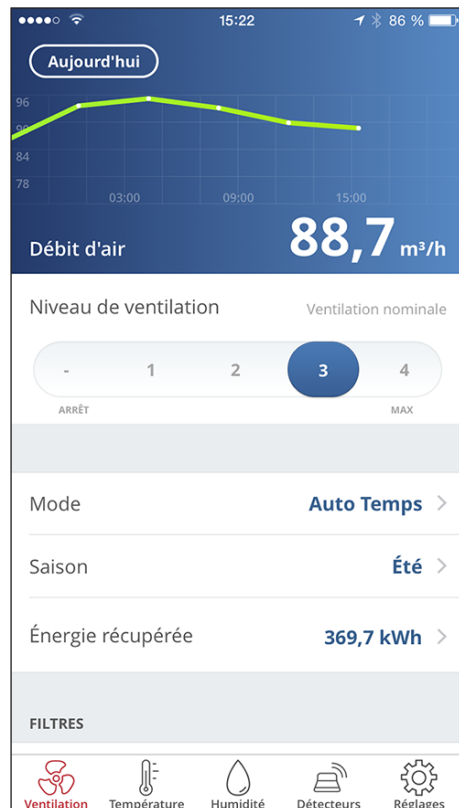 15:22 86 %
Aujourd'hui
96
90
84
78
03:00 09:00 15:00
Débit d'air 88,7 m³/h
Niveau de ventilation Ventilation nominale
- 1 2 3 4
ARRÊT MAX
Mode Auto Temps
Saison Été
Énergie récupérée 369,7 kWh
FILTRES
Ventilation Température Humidité Détecteurs Réglages